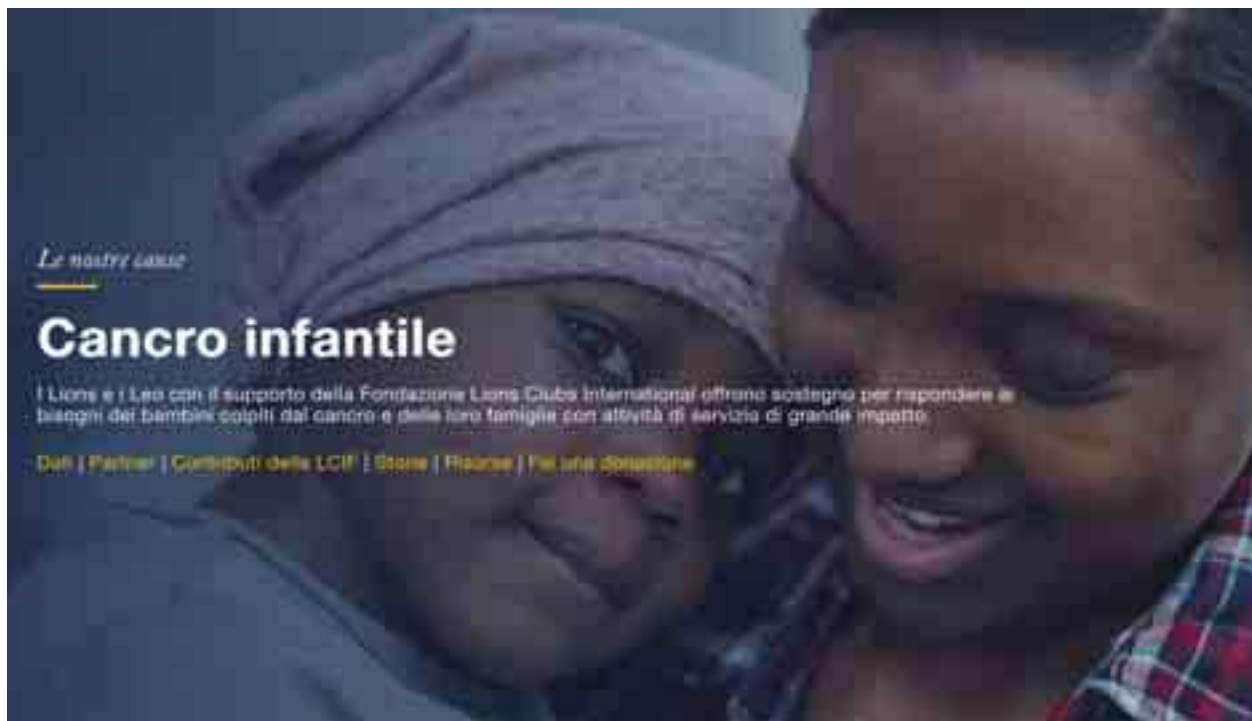 Le nostre cause
Cancro infantile
I Lions e i Leo con il supporto della Fondazione Lions Clubs International offrono sostegno per rispondere ai
bisogni dei bambini colpiti dal cancro e delle loro famiglie con attività di servizio di grande impatto.
Dati | Partner | Contributi della LCIF | Storie | Risorse | Fai una donazione